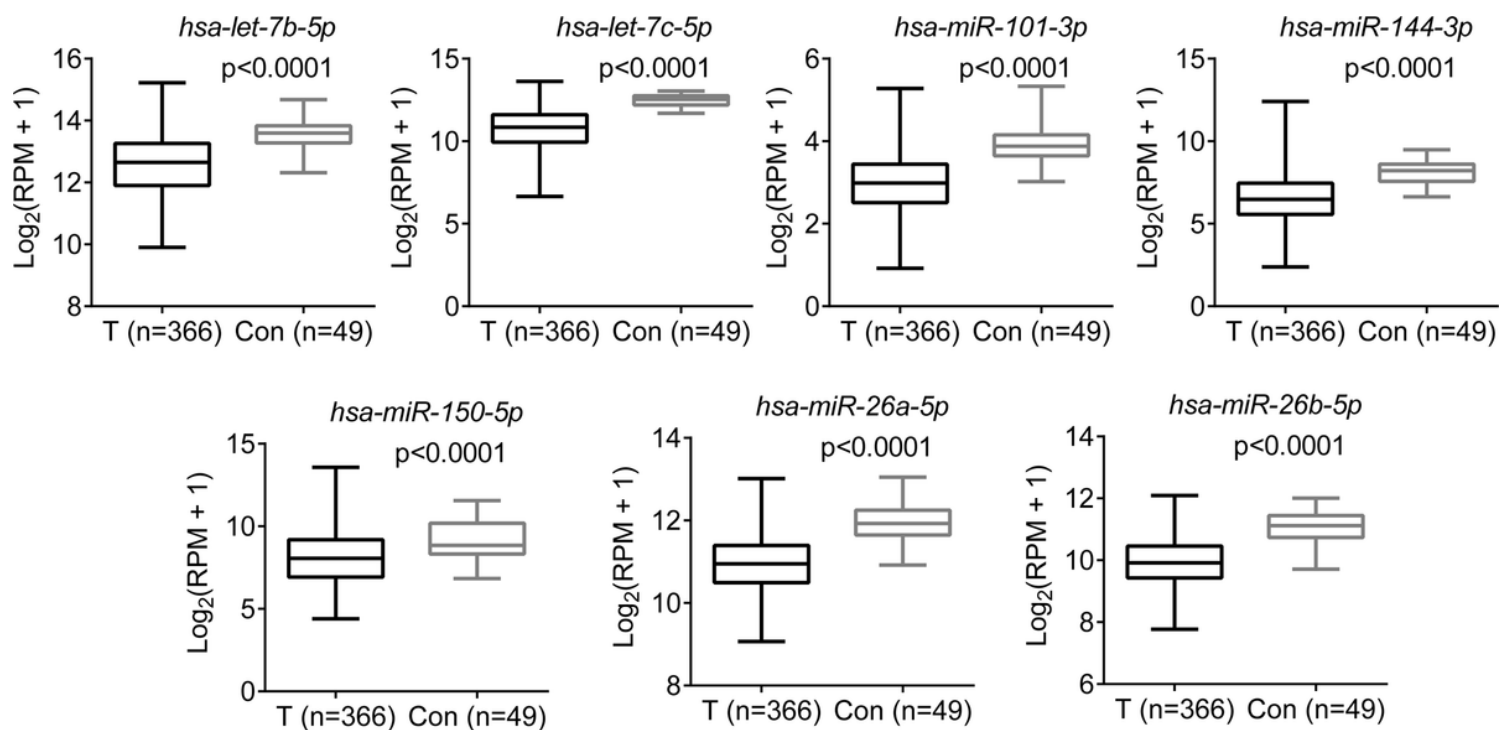 hsa-let-7b-5p
hsa-let-7c-5p
hsa-miR-101-3p
hsa-miR-144-3p
p<0.0001
p<0.0001
p<0.0001
p<0.0001
Log₂(RPM + 1)
16
14
12
10
8
Log₂(RPM + 1)
15
10
5
0
Log₂(RPM + 1)
6
4
2
0
Log₂(RPM + 1)
15
10
5
0
T (n=366) Con (n=49)
T (n=366) Con (n=49)
T (n=366) Con (n=49)
T (n=366) Con (n=49)
hsa-miR-150-5p
hsa-miR-26a-5p
hsa-miR-26b-5p
p<0.0001
p<0.0001
p<0.0001
Log₂(RPM + 1)
15
10
5
0
Log₂(RPM + 1)
14
12
10
8
Log₂(RPM + 1)
14
12
10
8
6
T (n=366) Con (n=49)
T (n=366) Con (n=49)
T (n=366) Con (n=49)